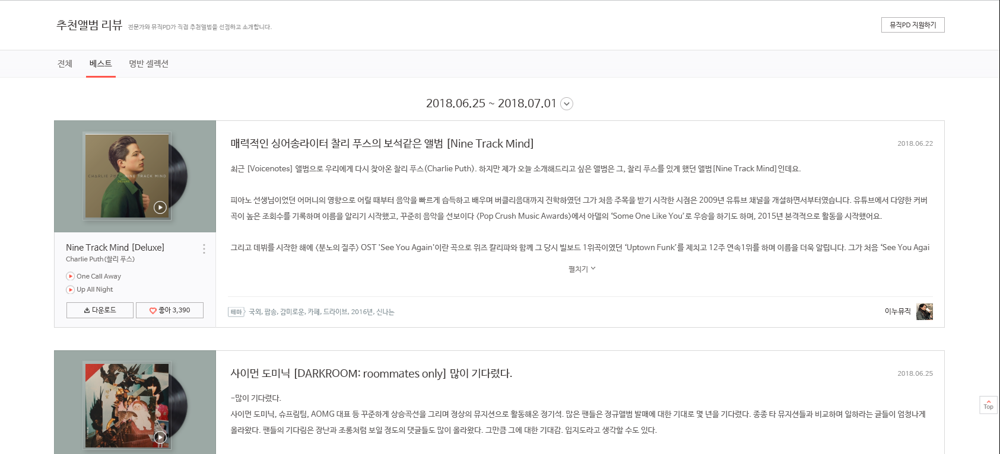 추천앨범 리뷰 전문가와 뮤직PD가 직접 추천앨범을 선정하고 소개합니다.
뮤직PD 지원하기
전체 베스트 명반 셀렉션
2018.06.25 ~ 2018.07.01
CHARLIE PUTH NINE TRACK MIND
DELUXE
Nine Track Mind [Deluxe]
Charlie Puth(찰리 푸스)
One Call Away
Up All Night
다운로드 좋아 3,390
매력적인 싱어송라이터 찰리 푸스의 보석같은 앨범 [Nine Track Mind] 2018.06.22
최근 [Voicenotes] 앨범으로 우리에게 다시 찾아온 찰리 푸스(Charlie Puth). 하지만 제가 오늘 소개해드리고 싶은 앨범은 그, 찰리 푸스를 있게 했던 앨범[Nine Track Mind]인데요.
피아노 선생님이었던 어머니의 영향으로 어릴 때부터 음악을 빠르게 습득하고 배우며 버클리음대까지 진학하였던 그가 처음 주목을 받기 시작한 시점은 2009년 유튜브 채널을 개설하면서부터였습니다. 유튜브에서 다양한 커버
곡이 높은 조회수를 기록하며 이름을 알리기 시작했고, 꾸준히 음악을 선보이다 <Pop Crush Music Awards>에서 아델의 ‘Some One Like You’로 우승을 하기도 하며, 2015년 본격적으로 활동을 시작했어요.
그리고 데뷔를 시작한 해에 <분노의 질주> OST 'See You Again'이란 곡으로 위즈 칼리파와 함께 그 당시 빌보드 1위곡이였던 ‘Uptown Funk’를 제치고 12주 연속1위를 하며 이름을 더욱 알립니다. 그가 처음 ‘See You Agai
펼치기
테마 국외, 팝송, 감미로운, 카페, 드라이브, 2016년, 신나는
이누뮤직
사이먼 도미닉 [DARKROOM: roommates only] 많이 기다렸다. 2018.06.25
-많이 기다렸다.
사이먼 도미닉, 슈프림팀, AOMG 대표 등 꾸준하게 상승곡선을 그리며 정상의 뮤지션으로 활동해온 정기석. 많은 팬들은 정규앨범 발매에 대한 기대로 몇 년을 기다렸다. 종종 타 뮤지션들과 비교하며 일하라는 글들이 엄청나게
올라왔다. 팬들의 기다림은 장난과 조롱처럼 보일 정도의 댓글들도 많이 올라왔다. 그만큼 그에 대한 기대감. 입지도라고 생각할 수도 있다.
Top